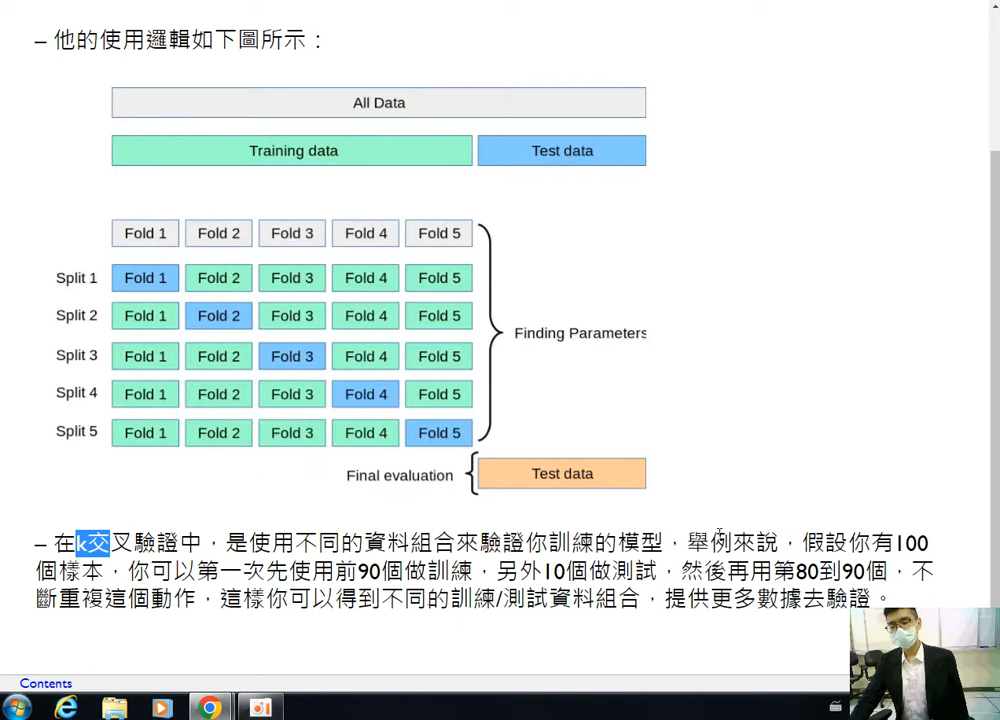 – 他的使用邏輯如下圖所示：
All Data
Training data Test data
Fold 1 Fold 2 Fold 3 Fold 4 Fold 5
Split 1 Fold 1 Fold 2 Fold 3 Fold 4 Fold 5
Split 2 Fold 1 Fold 2 Fold 3 Fold 4 Fold 5
Finding Parameters
Split 3 Fold 1 Fold 2 Fold 3 Fold 4 Fold 5
Split 4 Fold 1 Fold 2 Fold 3 Fold 4 Fold 5
Split 5 Fold 1 Fold 2 Fold 3 Fold 4 Fold 5
Final evaluation Test data
– 在k交叉驗證中，是使用不同的資料組合來驗證你訓練的模型，舉例來說，假設你有100
個樣本，你可以第一次先使用前90個做訓練，另外10個做測試，然後再用第80到90個，不
斷重複這個動作，這樣你可以得到不同的訓練/測試資料組合，提供更多數據去驗證。
Contents